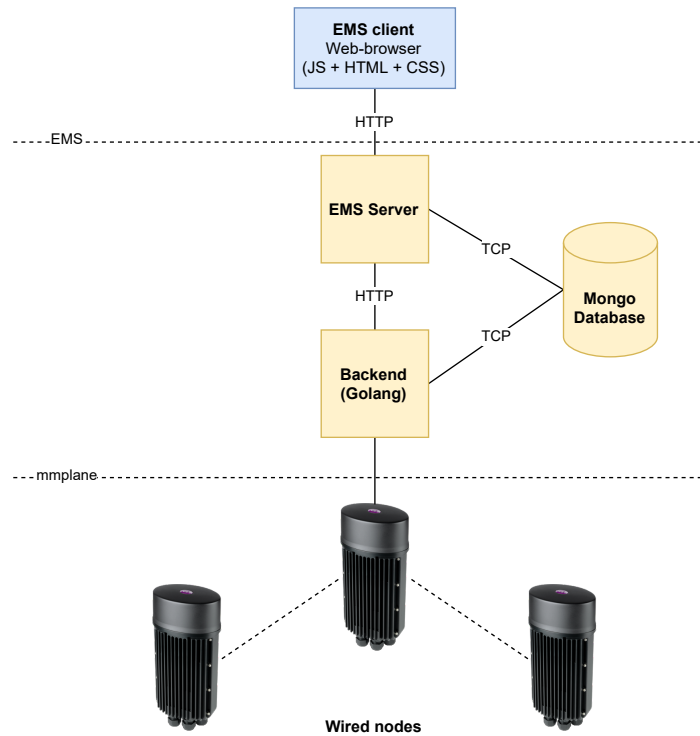 EMS client
Web-browser
(JS + HTML + CSS)
HTTP
EMS
EMS Server
TCP
HTTP
Mongo
Database
TCP
Backend
(Golang)
mmplane
Wired nodes